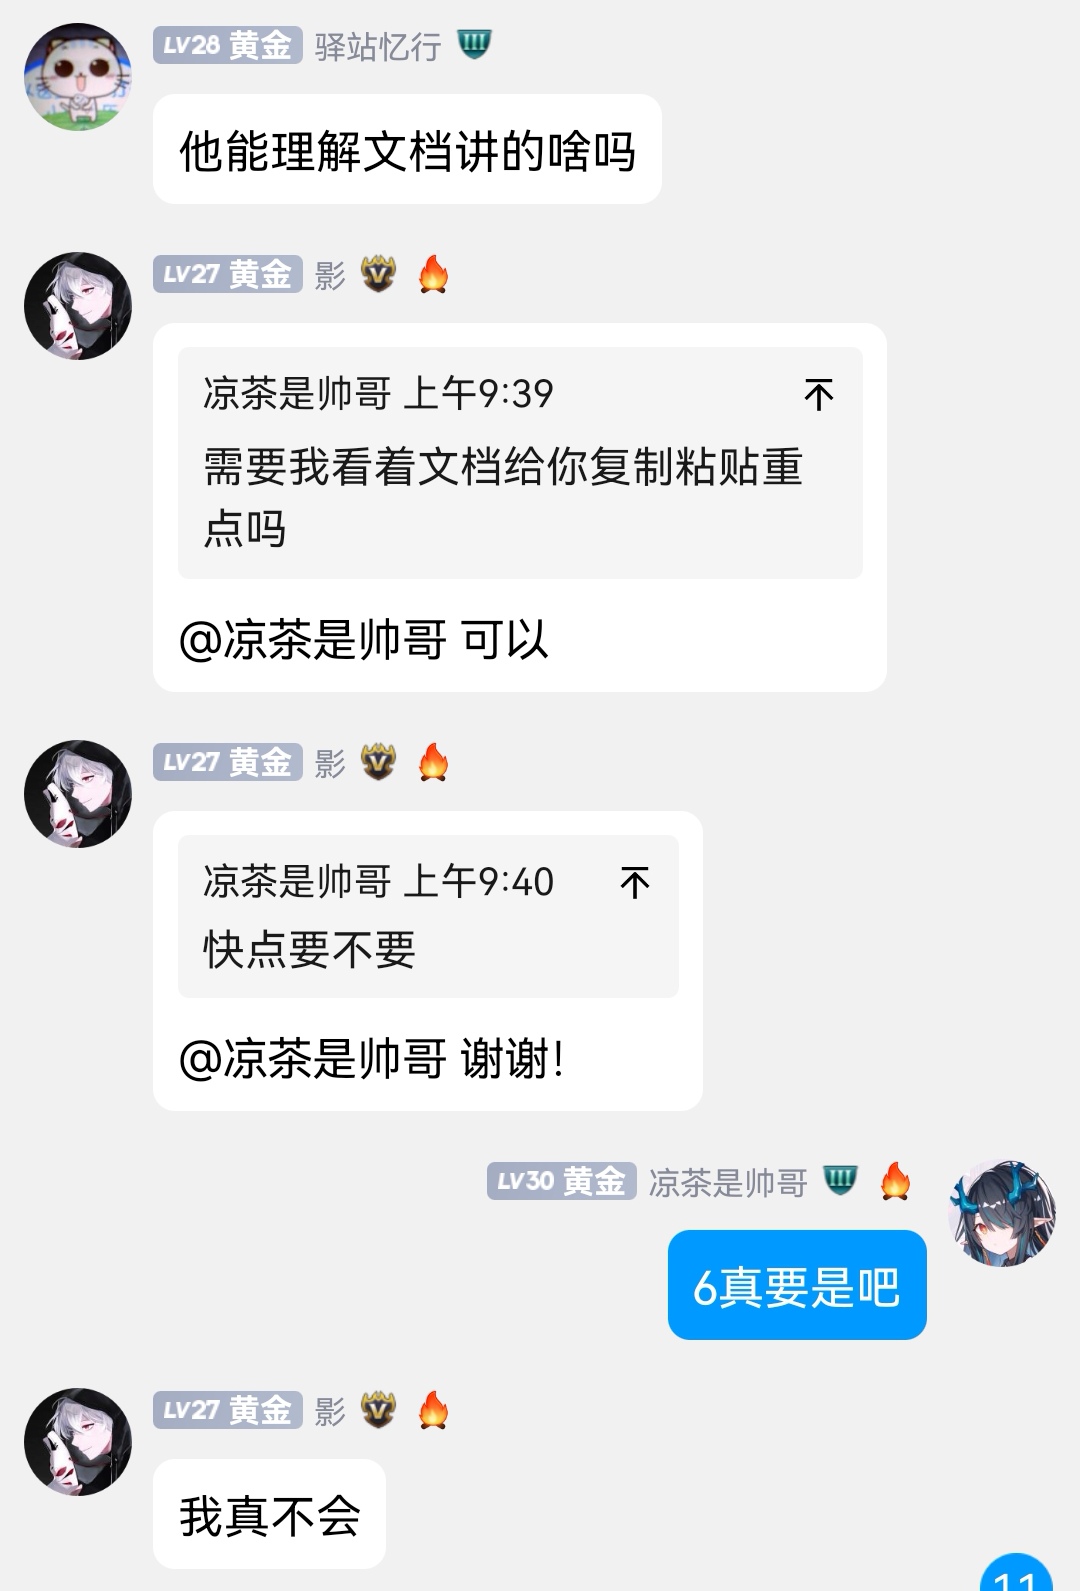 LV28 黄金 驿站忆行 III
他能理解文档讲的啥吗
LV27 黄金 影 V
凉茶是帅哥 上午9:39
需要我看着文档给你复制粘贴重
点吗
@凉茶是帅哥 可以
LV27 黄金 影 V
凉茶是帅哥 上午9:40
快点要不要
@凉茶是帅哥 谢谢!
LV30 黄金 凉茶是帅哥 III
6真要是吧
LV27 黄金 影 V
我真不会
11